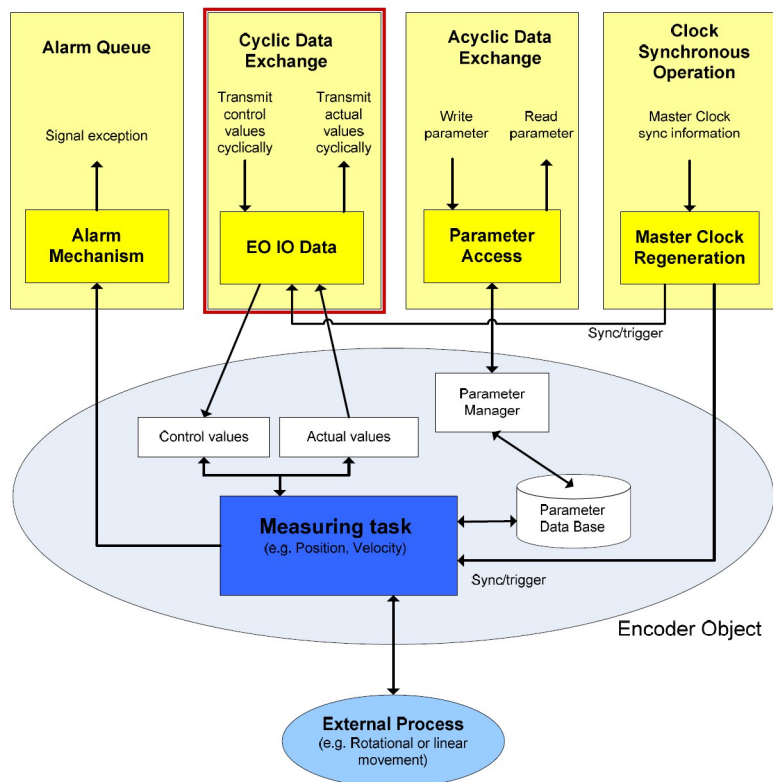 Alarm Queue
Signal exception
Alarm
Mechanism
Cyclic Data
Exchange
Transmit
control
values
cyclically
Transmit
actual
values
cyclically
EO IO Data
Acyclic Data
Exchange
Write
parameter
Read
parameter
Parameter
Access
Clock
Synchronous
Operation
Master Clock
sync information
Master Clock
Regeneration
Sync/trigger
Parameter
Manager
Control values
Actual values
Measuring task
(e.g. Position, Velocity)
Parameter
Data Base
Sync/trigger
Encoder Object
External Process
(e.g. Rotational or linear
movement)